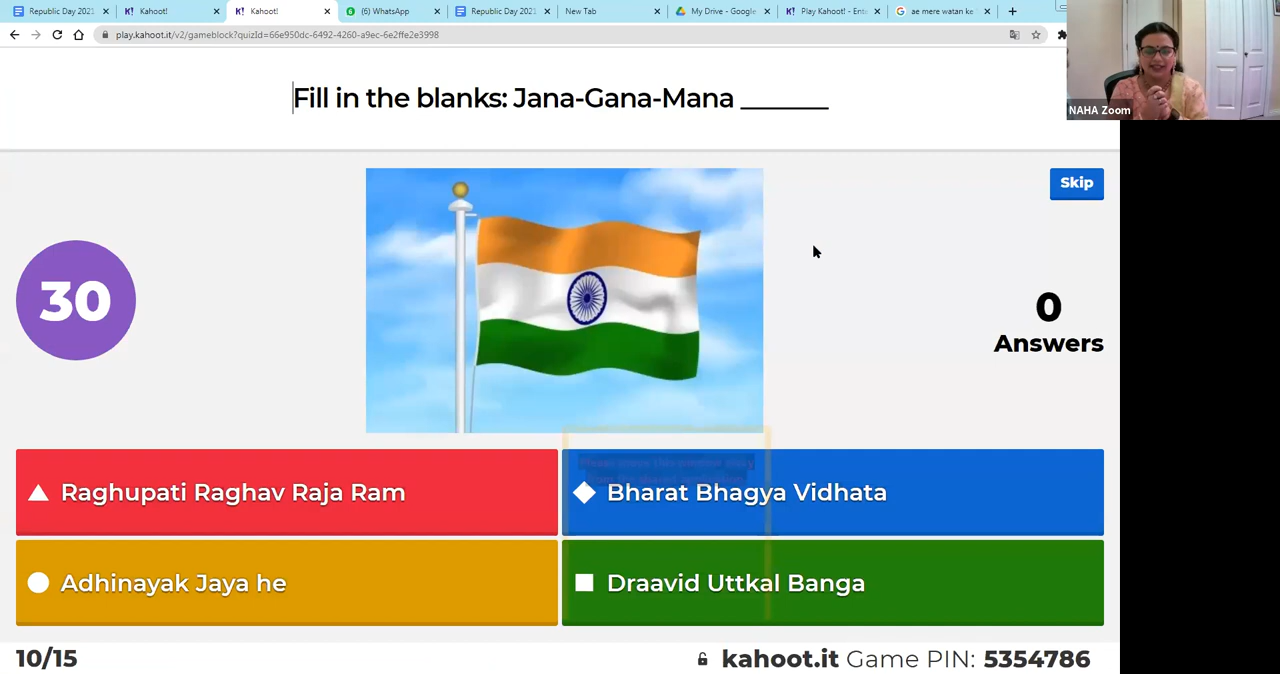 Republic Day 2021
Kahoot!
Kahoot!
(6) WhatsApp
Republic Day 2021
New Tab
My Drive - Google
Play Kahoot! - Ente
ae mere watan ke
play.kahoot.it/v2/gameblock?quizId=66e950dc-6492-4260-a9ec-6e2ffe2e3998
NAHA Zoom
Fill in the blanks: Jana-Gana-Mana ______
Skip
30
0
Answers
Raghupati Raghav Raja Ram
Bharat Bhagya Vidhata
Adhinayak Jaya he
Draavid Uttkal Banga
10/15
kahoot.it Game PIN: 5354786